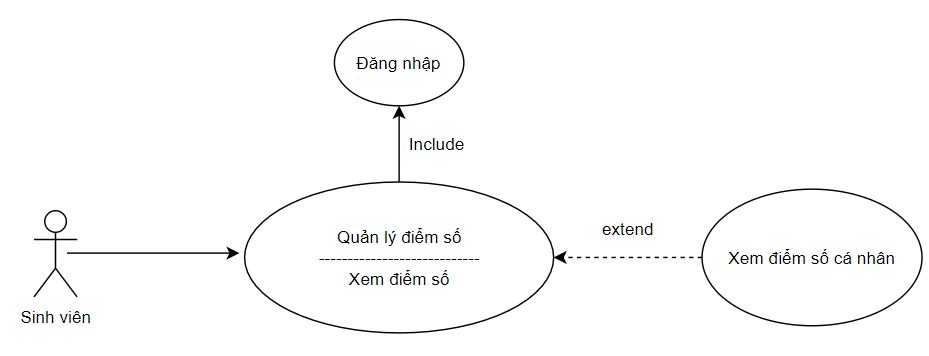 Đăng nhập
Include
Quản lý điểm số
Xem điểm số
extend
Xem điểm số cá nhân
Sinh viên